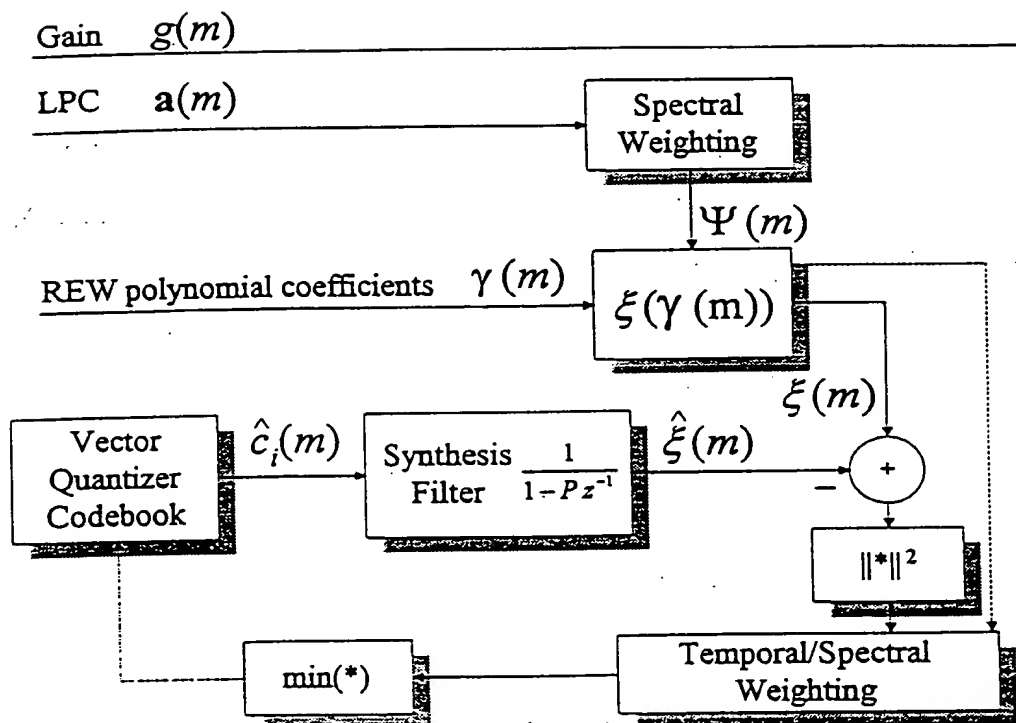 Gain g(m)
LPC a(m)
Spectral
Weighting
Ψ(m)
REW polynomial coefficients γ(m)
ξ(γ(m))
ξ(m)
Vector
Quantizer
Codebook
ĉᵢ(m)
Synthesis
Filter 1/(1-Pz⁻¹)
ξ̂(m)
+
−
‖*‖²
Temporal/Spectral
Weighting
min(*)